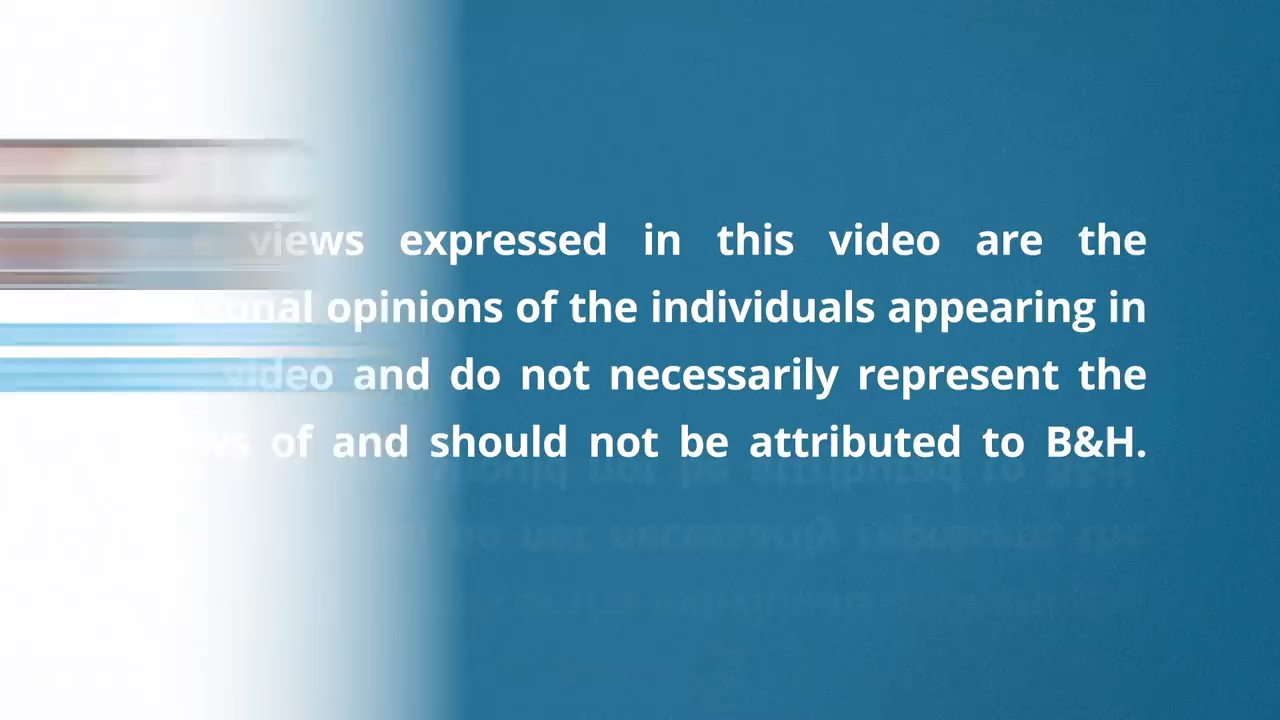 views expressed in this video are the
opinions of the individuals appearing in
video and do not necessarily represent the
of and should not be attributed to B&H.